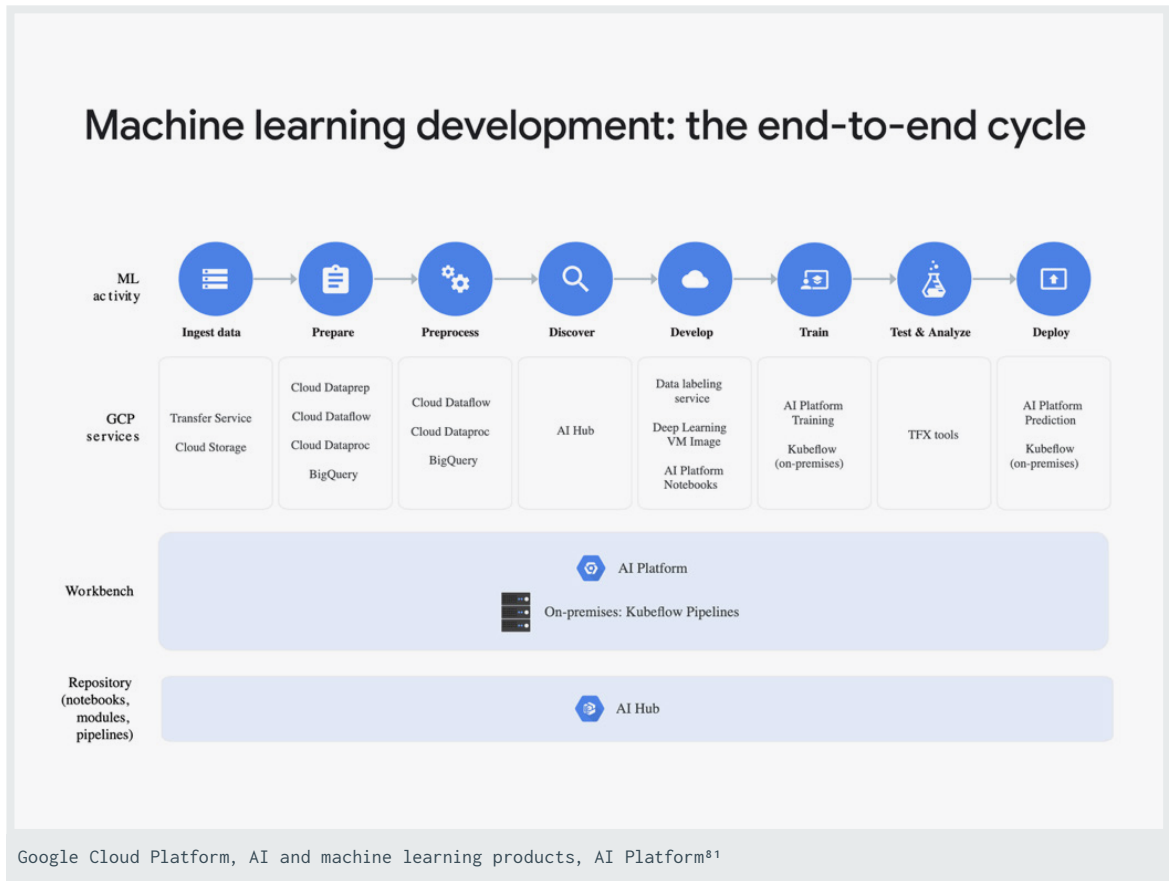 Machine learning development: the end-to-end cycle
ML
activity
Ingest data
Prepare
Preprocess
Discover
Develop
Train
Test & Analyze
Deploy
GCP
services
Transfer Service
Cloud Storage
Cloud Dataprep
Cloud Dataflow
Cloud Dataproc
BigQuery
Cloud Dataflow
Cloud Dataproc
BigQuery
AI Hub
Data labeling
service
Deep Learning
VM Image
AI Platform
Notebooks
AI Platform
Training
Kubeflow
(on-premises)
TFX tools
AI Platform
Prediction
Kubeflow
(on-premises)
Workbench
AI Platform
On-premises: Kubeflow Pipelines
Repository
(notebooks,
modules,
pipelines)
AI Hub
Google Cloud Platform, AI and machine learning products, AI Platform⁸¹